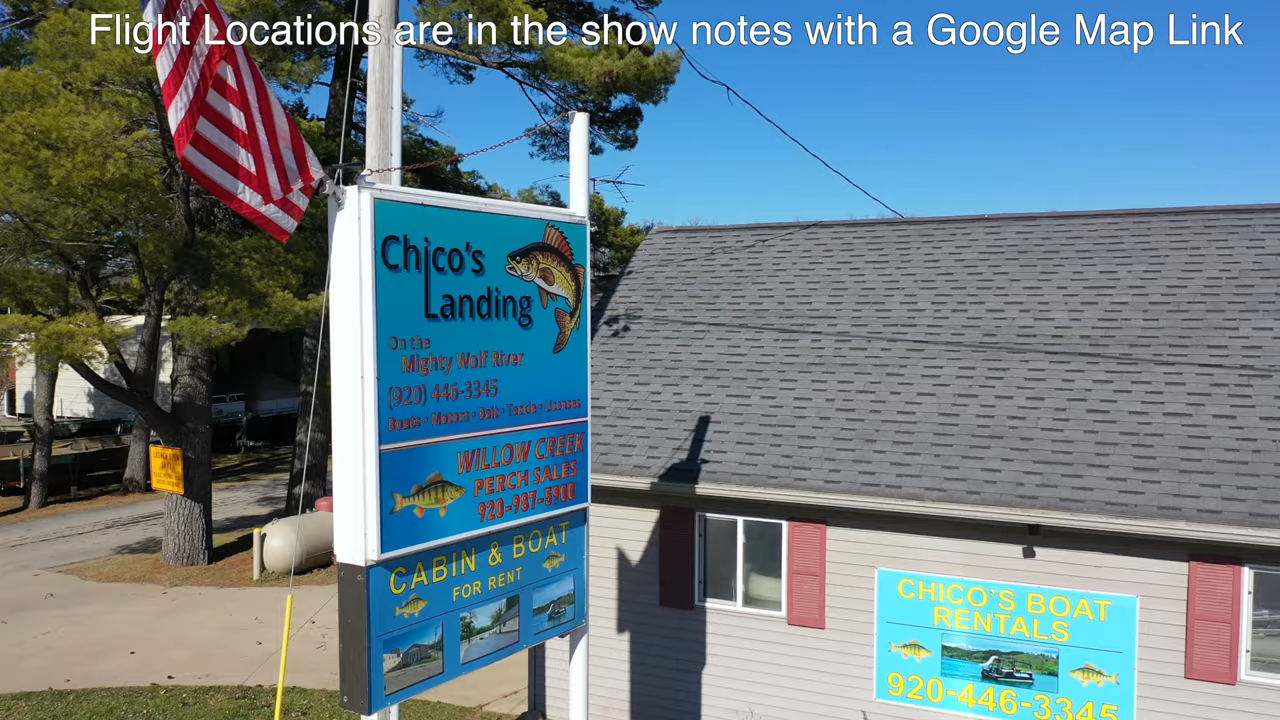 Flight Locations are in the show notes with a Google Map Link
Chico's
Landing
On the
Mighty Wolf River
(920) 446-3345
Boats • Motors • Bait • Tackle • Licenses
WILLOW CREEK
PERCH SALES
920-987-5900
CABIN & BOAT
FOR RENT
CHICO'S BOAT
RENTALS
920-446-3345